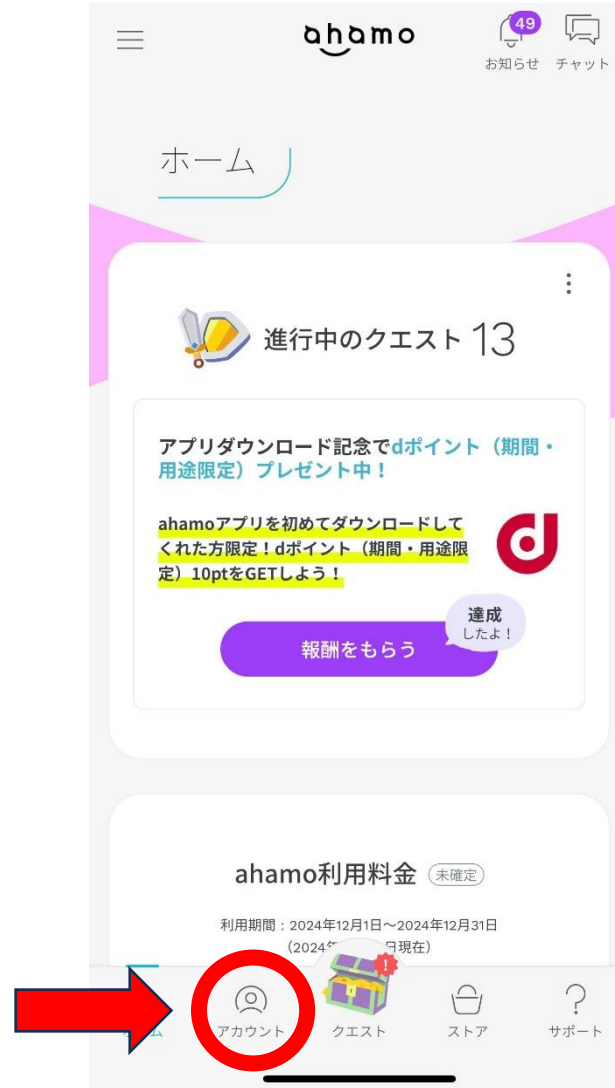 ahamo
49
お知らせ チャット
ホーム
進行中のクエスト 13
アプリダウンロード記念でdポイント（期間・
用途限定）プレゼント中！
ahamoアプリを初めてダウンロードして
くれた方限定！dポイント（期間・用途限
定）10ptをGETしよう！
d
達成
したよ！
報酬をもらう
ahamo利用料金 未確定
利用期間：2024年12月1日～2024年12月31日
（2024年 日現在）
!
アカウント クエスト ストア サポート